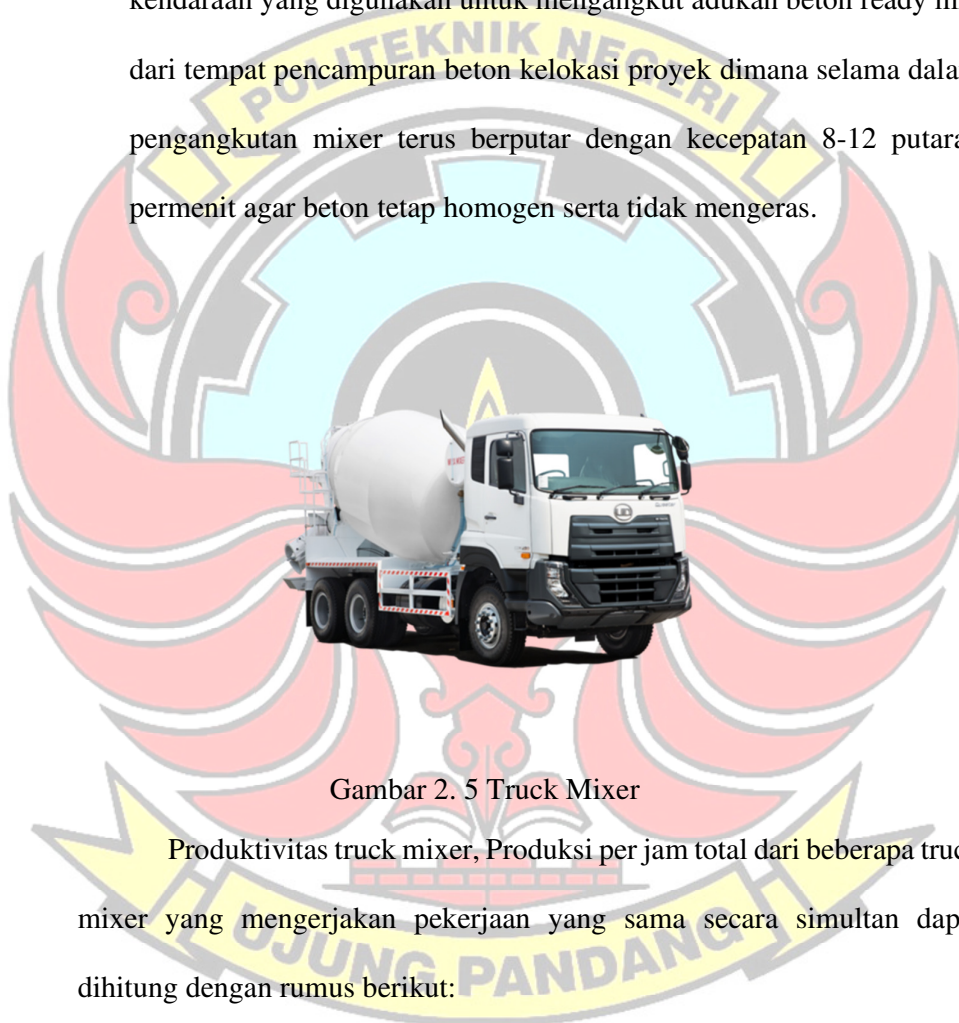 kendaraan yang digunakan untuk mengangkut adukan beton ready
dari tempat pencampuran beton kelokasi proyek dimana selama
pengangkutan mixer terus berputar dengan kecepatan 8-12
permenit agar beton tetap homogen serta tidak mengeras.
POLITEKNIK NEGERI
Gambar 2. 5 Truck Mixer
Produktivitas truck mixer, Produksi per jam total dari beberapa
mixer yang mengerjakan pekerjaan yang sama secara simultan
dihitung dengan rumus berikut:
UJUNG PANDANG